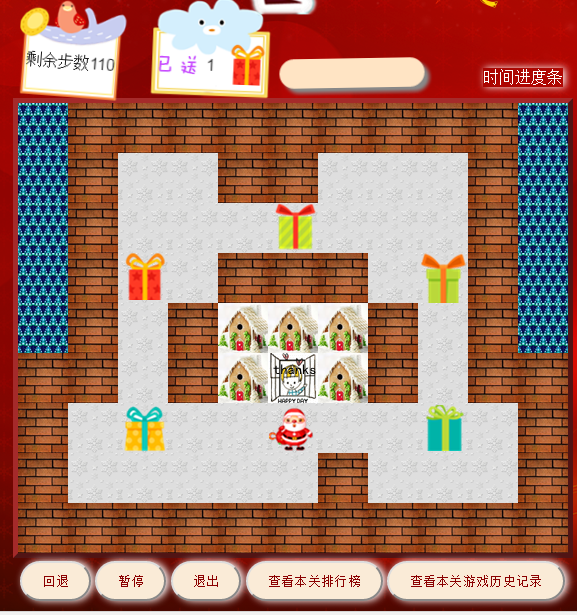 剩余步数110
已送 1
时间进度条
thanks
HAPPY DAY
回退
暂停
退出
查看本关排行榜
查看本关游戏历史记录